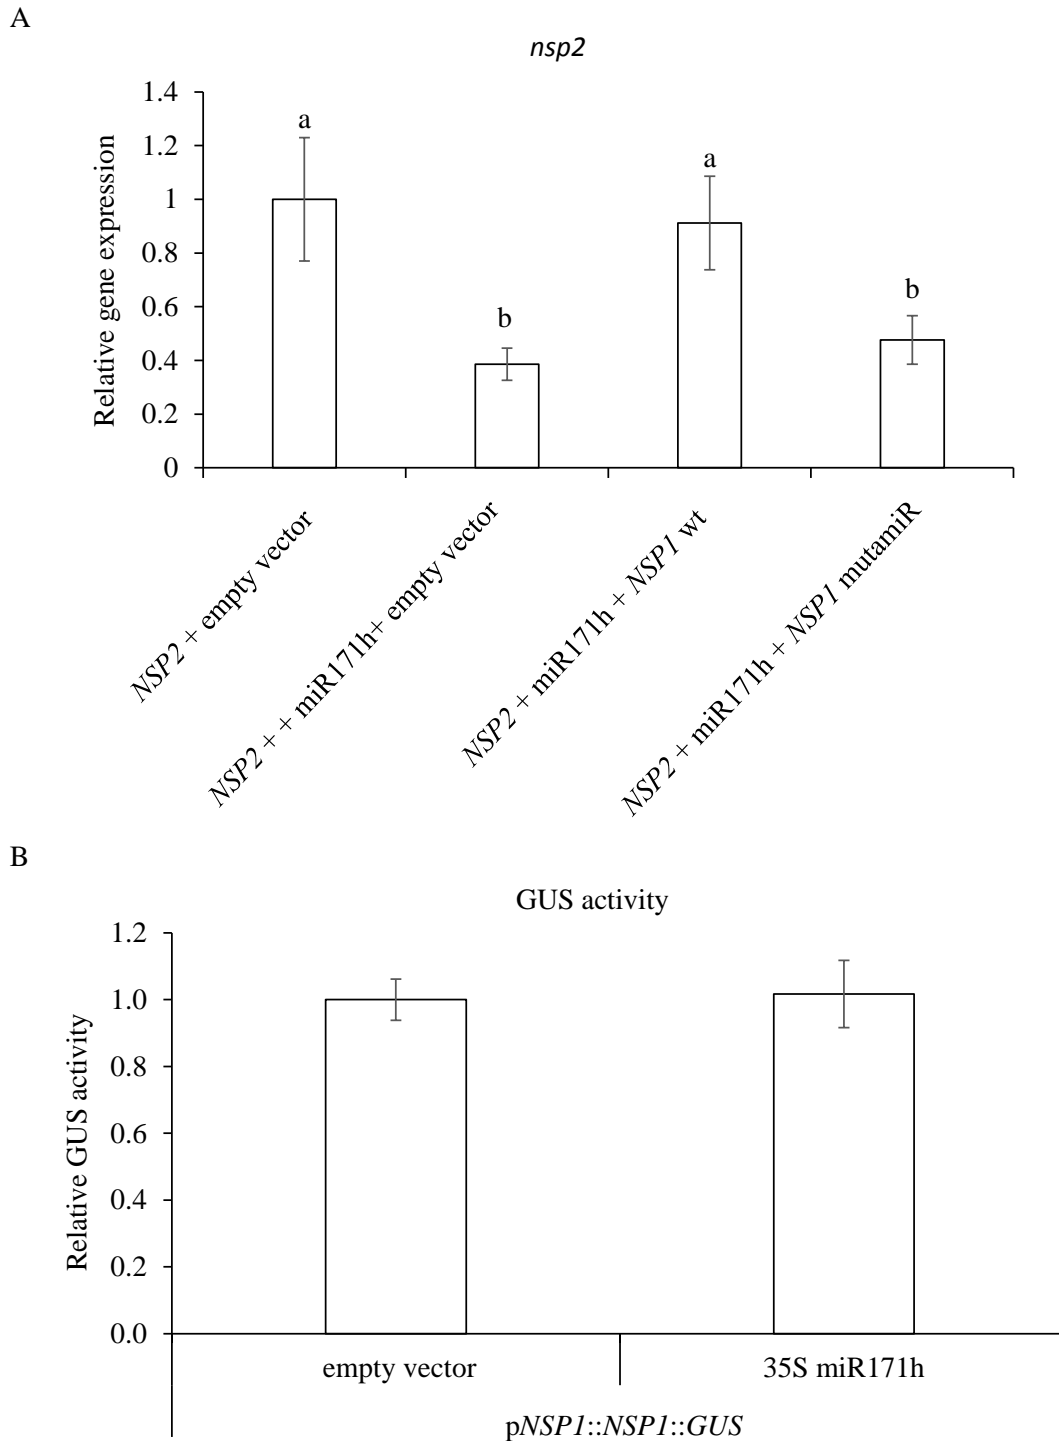 A
nsp2
1.4
1.2
1
0.8
0.6
0.4
0.2
0
Relative gene expression
a
b
a
b
NSP2 + empty vector
NSP2 + + miR171h+ empty vector
NSP2 + miR171h + NSP1 wt
NSP2 + miR171h + NSP1 mutamiR
B
GUS activity
1.2
1.0
0.8
0.6
0.4
0.2
0.0
Relative GUS activity
empty vector
35S miR171h
pNSP1::NSP1::GUS